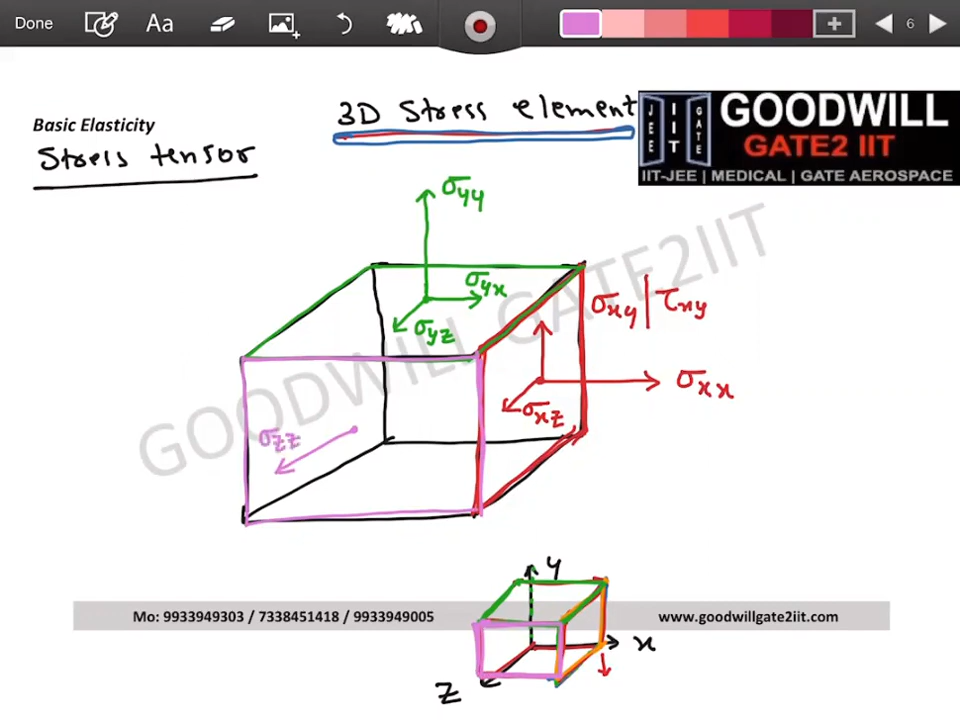 Done
Aa
6
3D Stress element
Basic Elasticity
Stress tensor
JEE
IIT
GATE
GOODWILL
GATE2 IIT
IIT-JEE | MEDICAL | GATE AEROSPACE
σyy
σyx
σyz
σxy | τxy
σxx
σxz
σzz
GOODWILL GATE2IIT
y
Mo: 9933949303 / 7338451418 / 9933949005
www.goodwillgate2iit.com
x
z